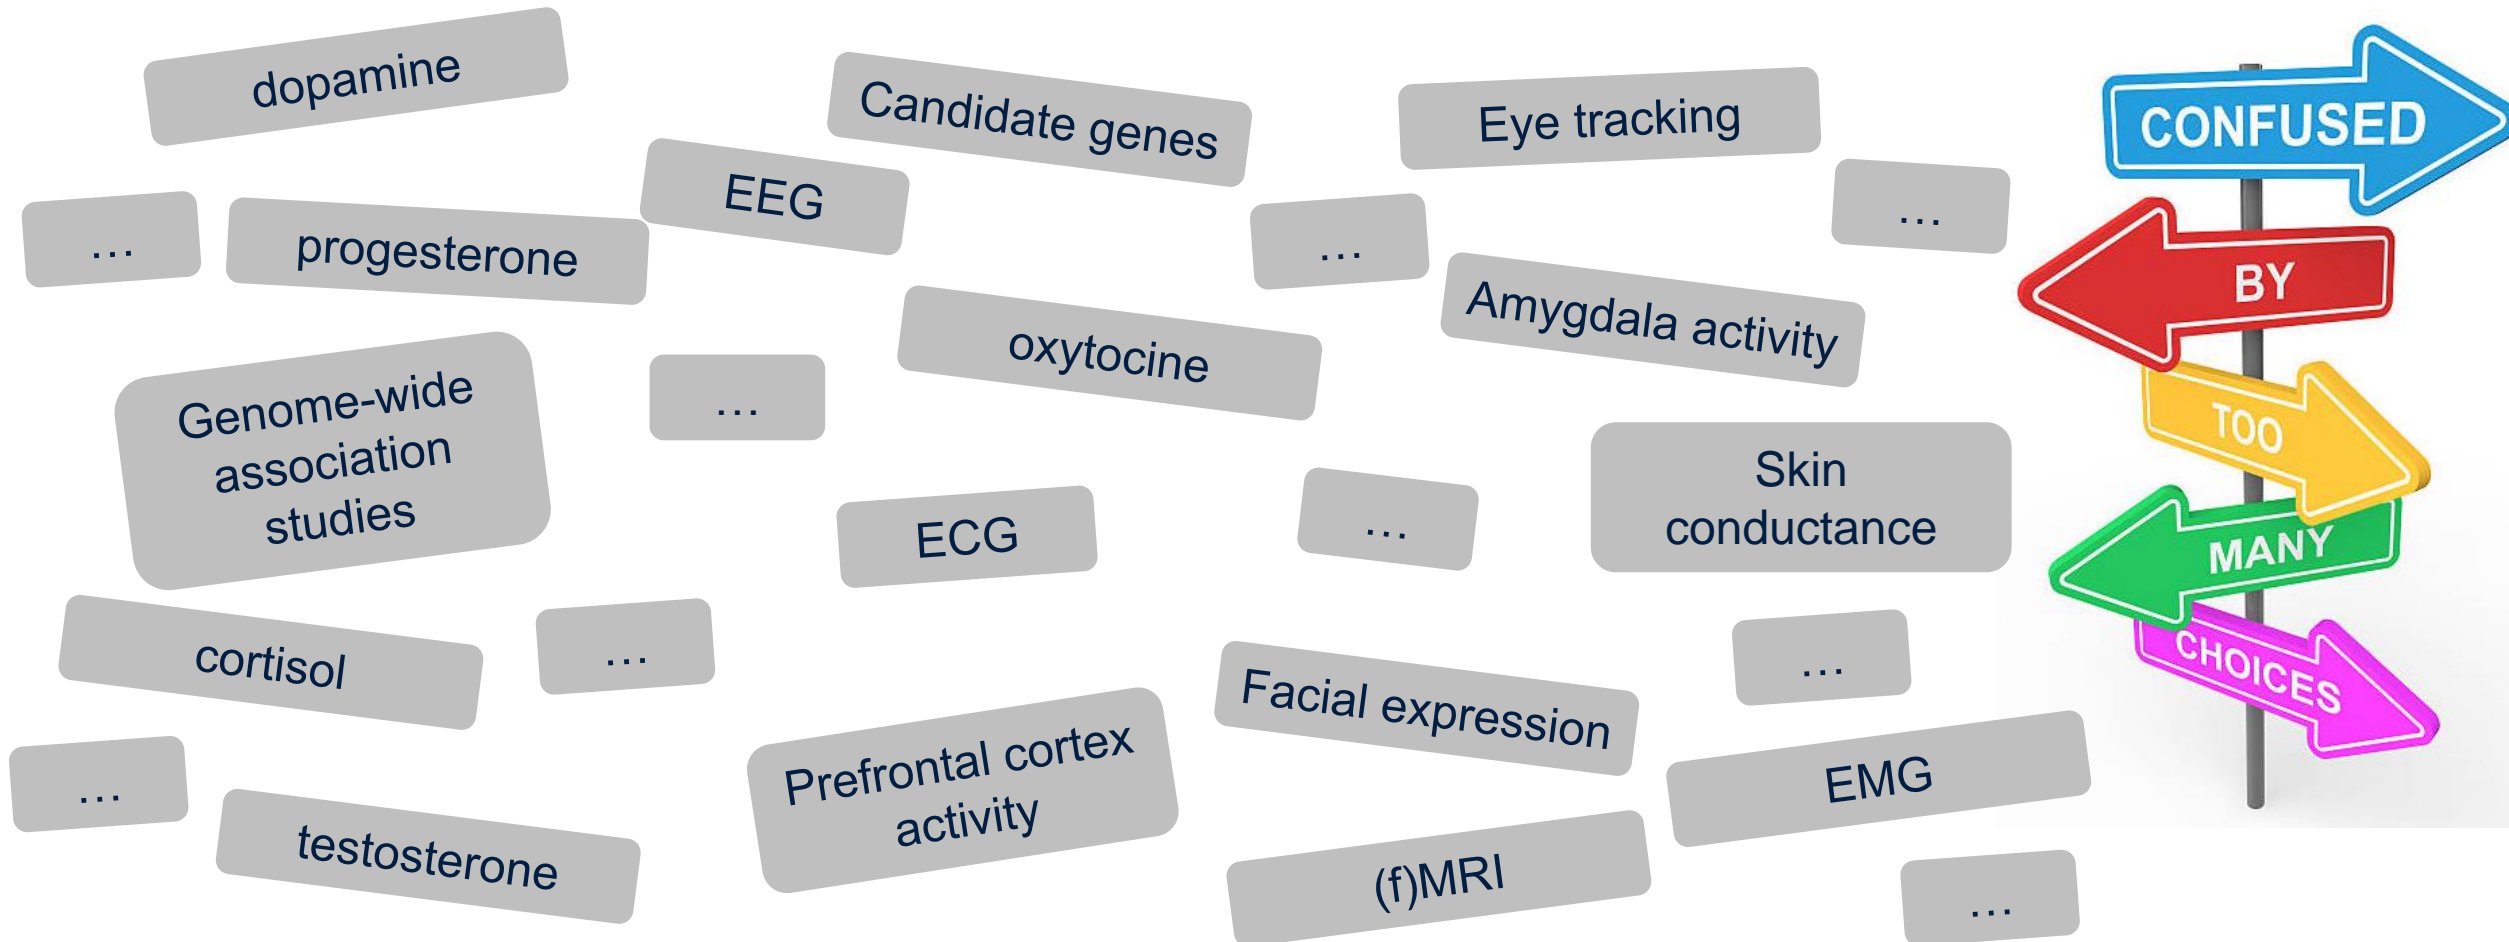 dopamine
Candidate genes
Eye tracking
CONFUSED
EEG
...
progesterone
...
...
BY
Amygdala activity
oxytocine
Genome-wide
association
studies
...
TOO
Skin
conductance
ECG
...
MANY
cortisol
...
...
CHOICES
Facial expression
Prefrontal cortex
activity
EMG
...
testosterone
(f)MRI
...